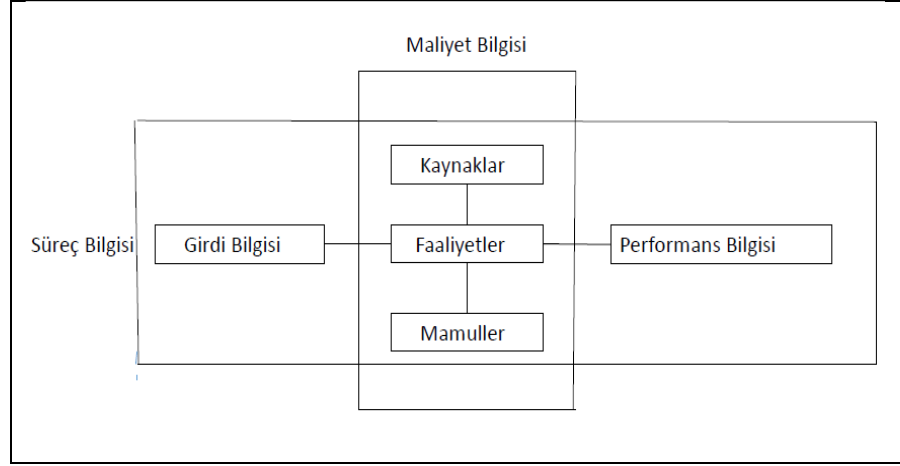 Maliyet Bilgisi
Kaynaklar
Süreç Bilgisi
Girdi Bilgisi
Faaliyetler
Performans Bilgisi
Mamuller